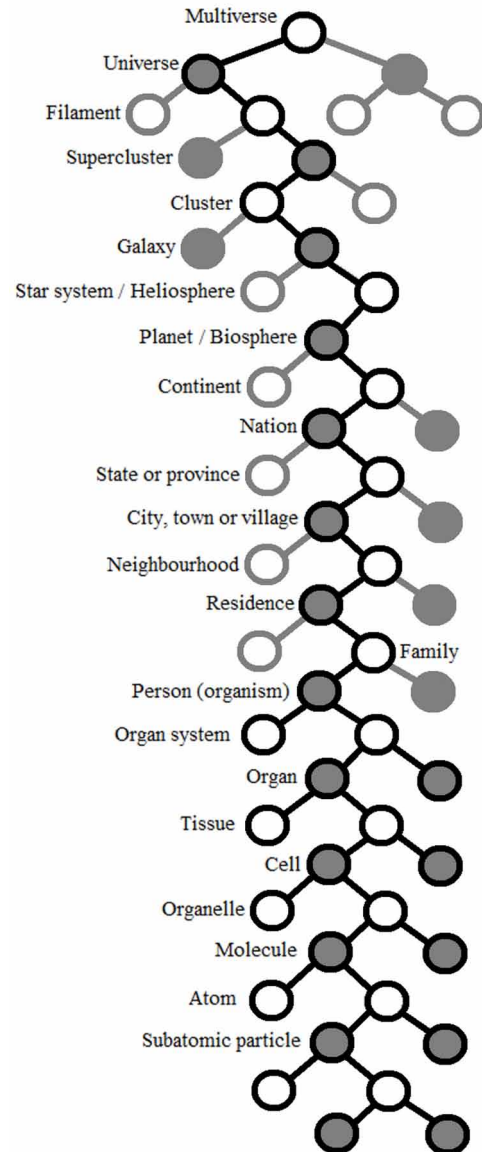 Multiverse
Universe
Filament
Supercluster
Cluster
Galaxy
Star system / Heliosphere
Planet / Biosphere
Continent
Nation
State or province
City, town or village
Neighbourhood
Residence
Family
Person (organism)
Organ system
Organ
Tissue
Cell
Organelle
Molecule
Atom
Subatomic particle